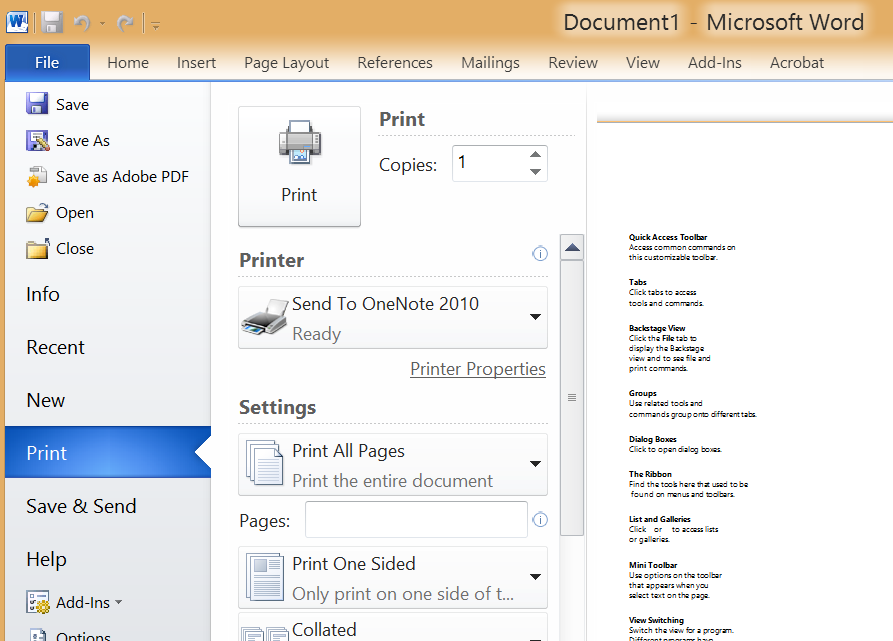 Document1 - Microsoft Word
File Home Insert Page Layout References Mailings Review View Add-Ins Acrobat
Save
Save As
Save as Adobe PDF
Open
Close
Info
Recent
New
Print
Save & Send
Help
Add-Ins
Options
Print
Print
Copies: 1
Printer
Send To OneNote 2010
Ready
Printer Properties
Settings
Print All Pages
Print the entire document
Pages:
Print One Sided
Only print on one side of t...
Collated
Quick Access Toolbar
Access common commands on
this customizable toolbar.
Tabs
Click tabs to access
tools and commands.
Backstage View
Click the File tab to
display the Backstage
view and to see file and
print commands.
Groups
Use related tools and
commands group onto different tabs.
Dialog Boxes
Click to open dialog boxes.
The Ribbon
Find the tools here that used to be
found on menus and toolbars.
List and Galleries
Click or to access lists
or galleries.
Mini Toolbar
Use options on the toolbar
that appears when you
select text on the page.
View Switching
Switch the view for a program.
Different programs have